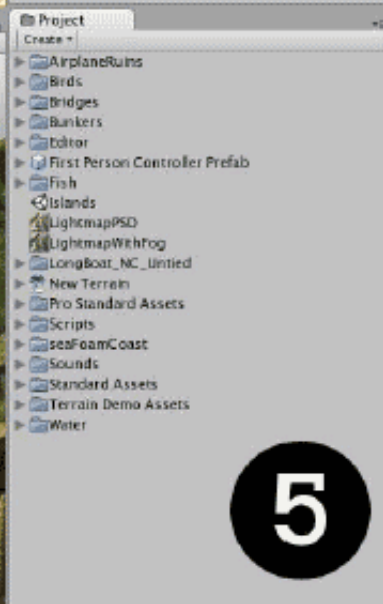 Project
Create
AirplaneRuins
Birds
Bridges
Bunkers
Editor
First Person Controller Prefab
Fish
Islands
LightmapPSD
LightmapWithFog
LongBoat_NC_Untied
New Terrain
Pro Standard Assets
Scripts
seaFoamCoast
Sounds
Standard Assets
Terrain Demo Assets
Water
5